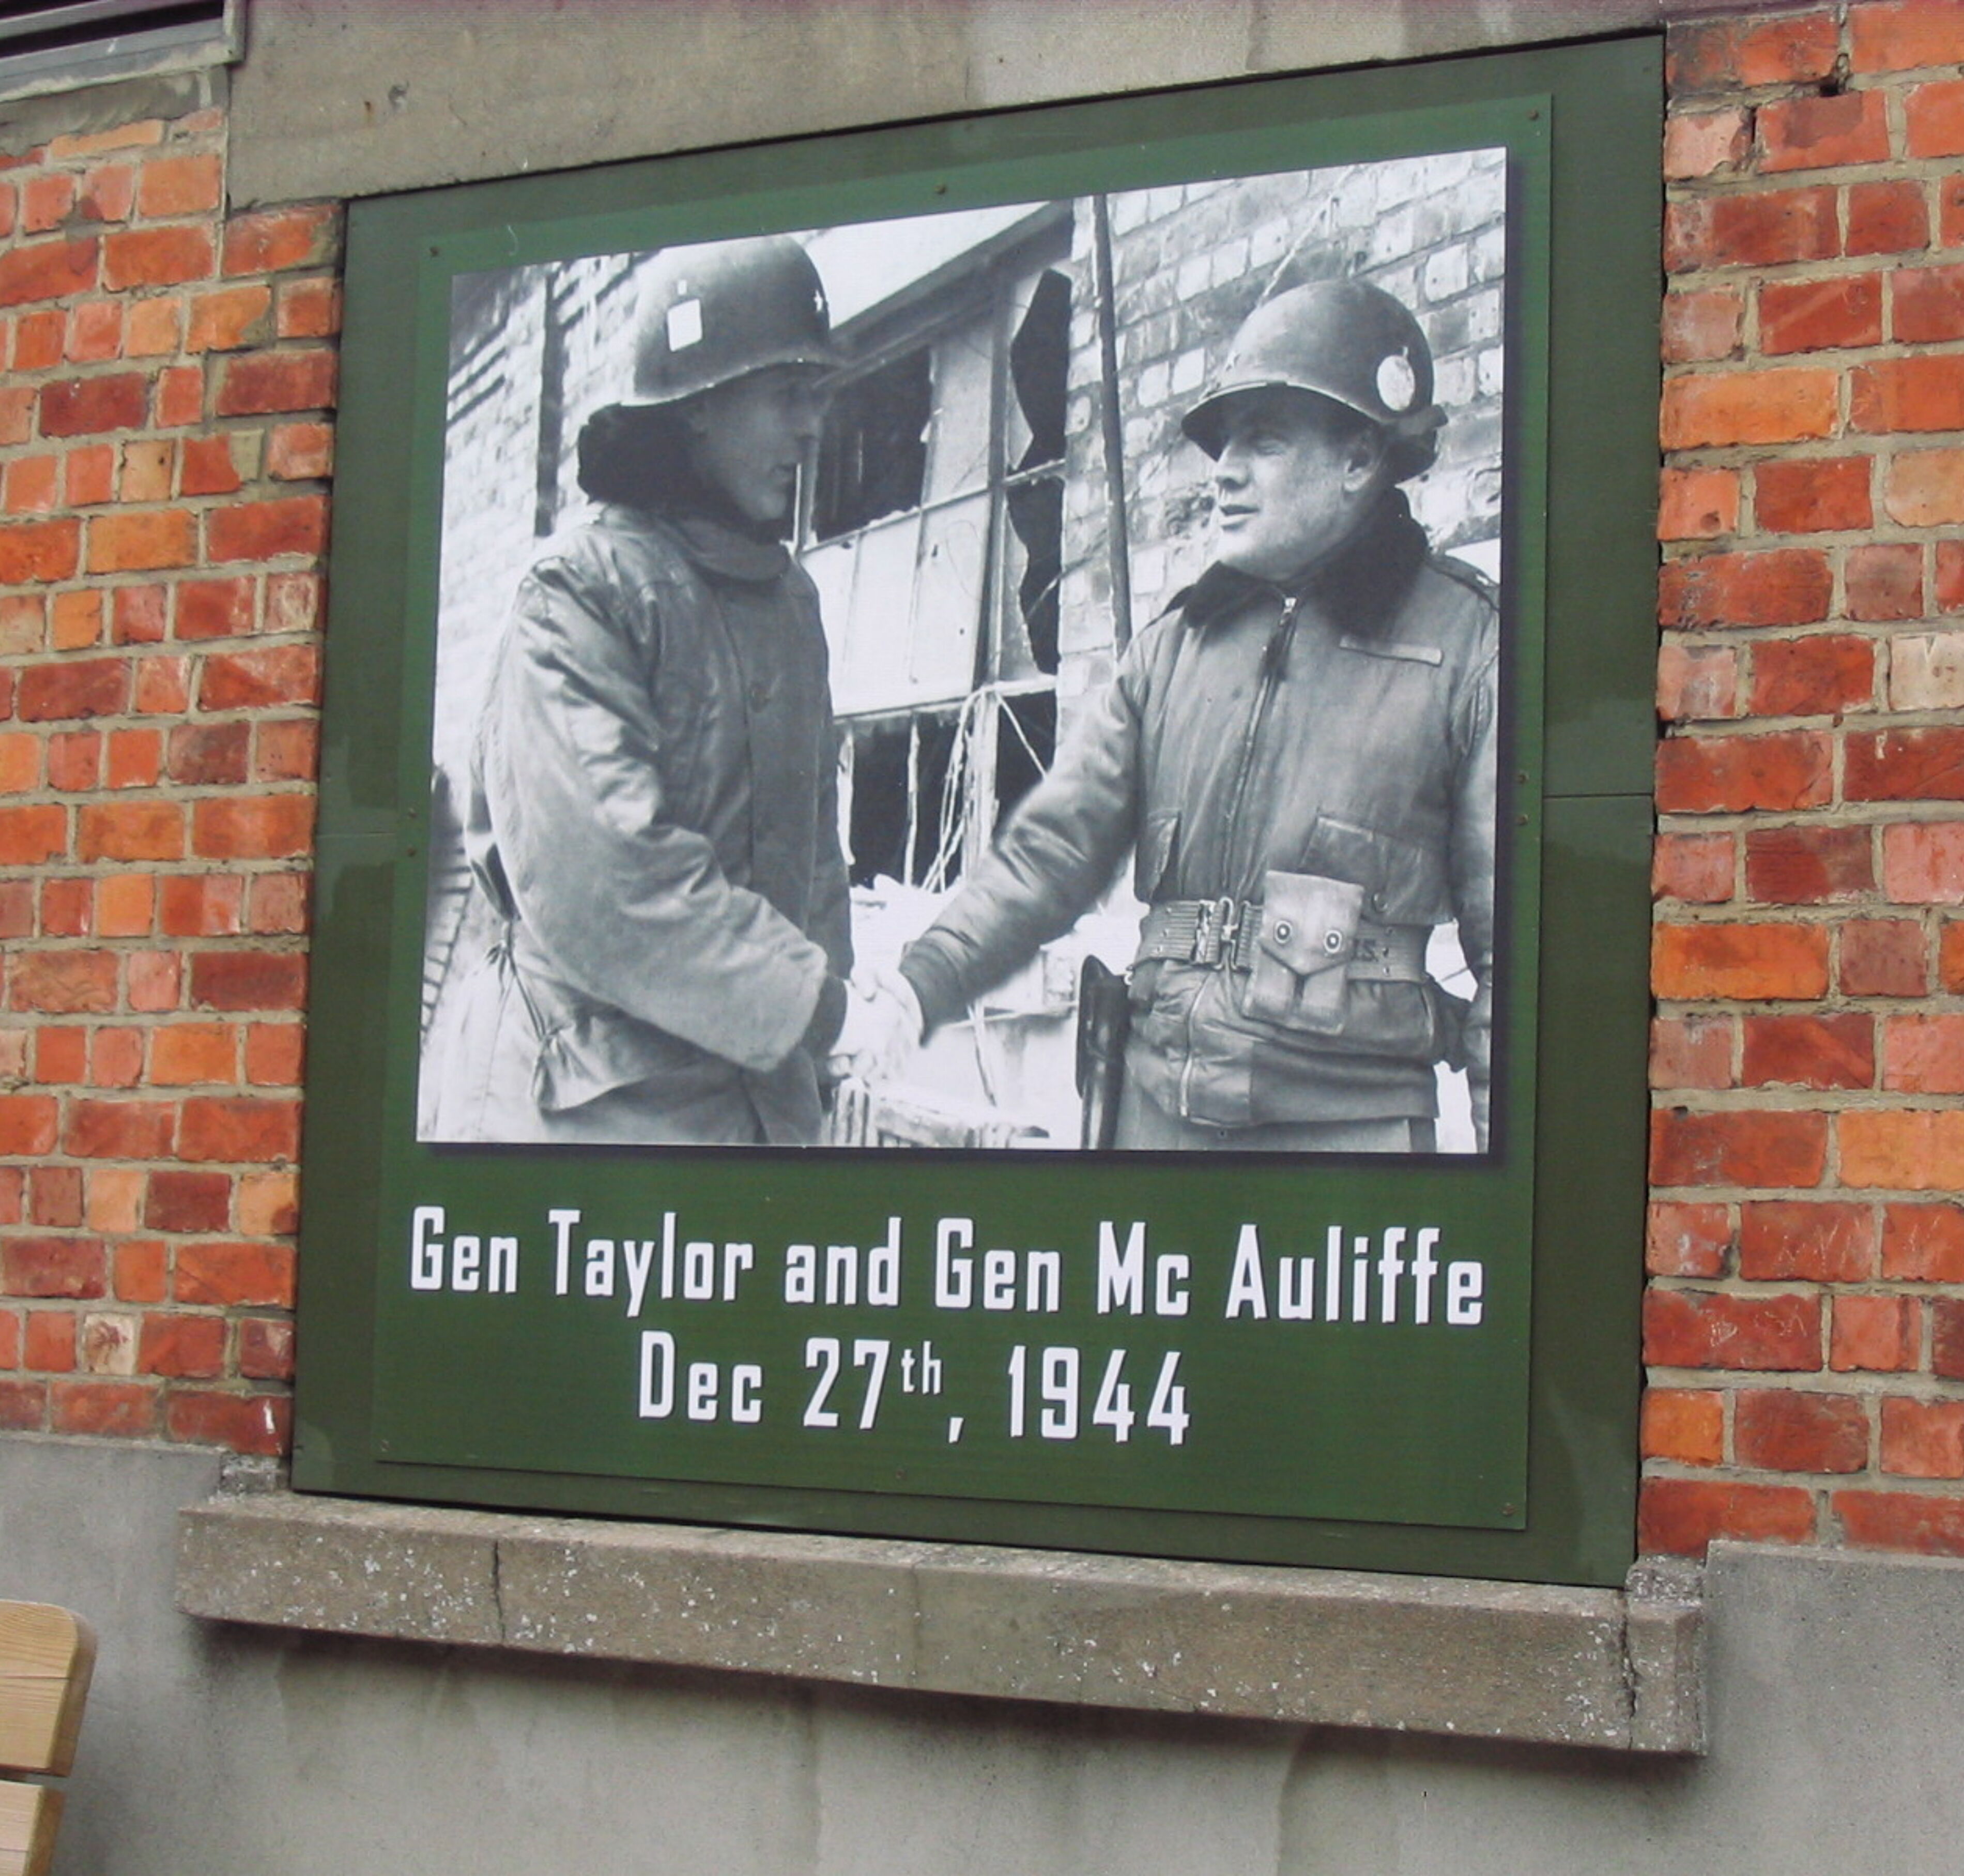 Gen Taylor and Gen Mc Auliffe
Dec 27th, 1944